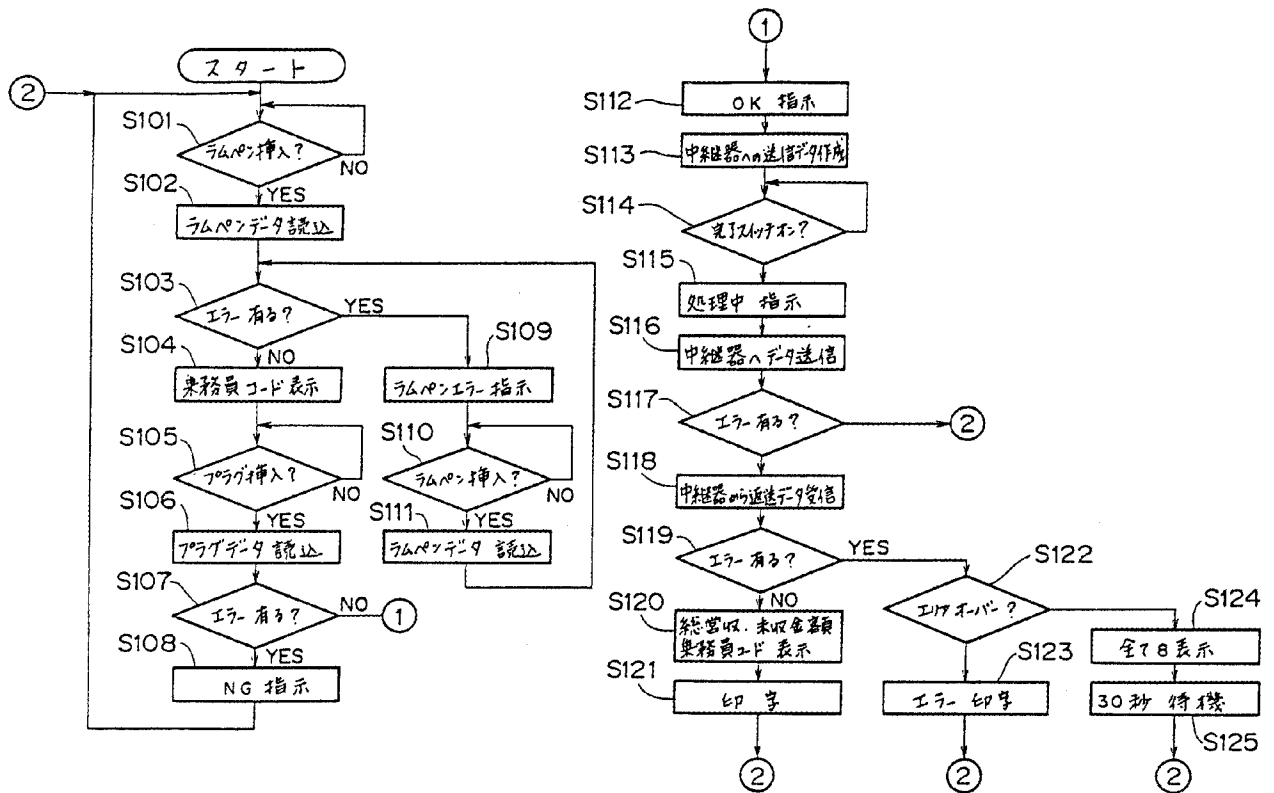 スタート
②
S101
ラムペン挿入?
NO
YES
S102
ラムペンデータ読込
S103
エラー有る?
YES
NO
S104
乗務員コード表示
S105
プラグ挿入?
NO
YES
S106
プラグデータ読込
S107
エラー有る?
NO
①
YES
S108
NG 指示
S109
ラムペンエラー指示
S110
ラムペン挿入?
NO
YES
S111
ラムペンデータ 読込
①
S112
OK 指示
S113
中継器への送信データ作成
S114
完了スイッチオン?
S115
処理中 指示
S116
中継器へデータ送信
S117
エラー有る?
②
S118
中継器から返送データ受信
S119
エラー有る?
YES
NO
S120
総営収.未収金額
乗務員コード 表示
S121
印字
②
S122
エリアオーバー?
S123
エラー印字
②
S124
全て8表示
30秒 待機
S125
②